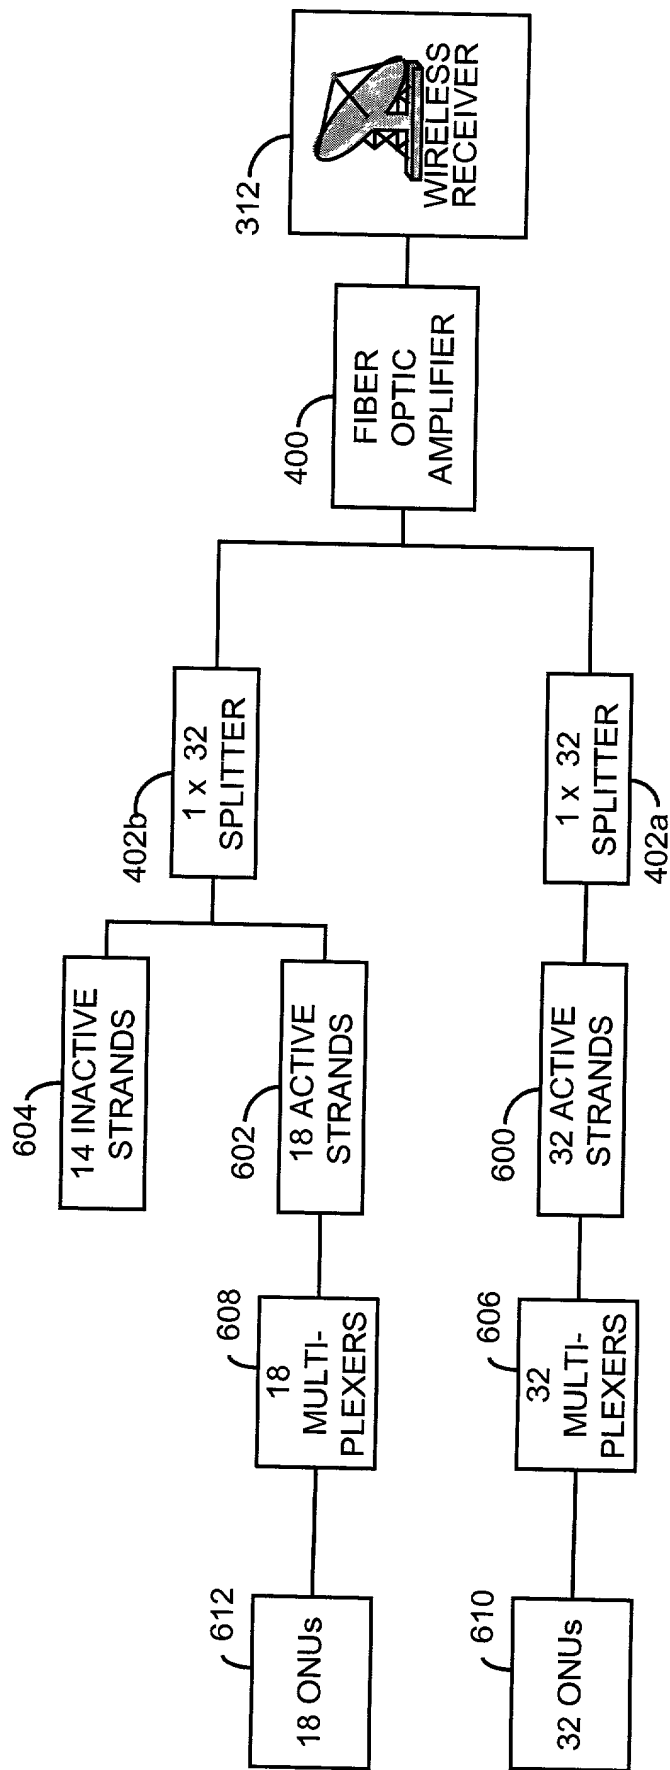 312
WIRELESS
RECEIVER
400
FIBER
OPTIC
AMPLIFIER
402b
1 x 32
SPLITTER
1 x 32
SPLITTER
402a
604
14 INACTIVE
STRANDS
602
18 ACTIVE
STRANDS
600
32 ACTIVE
STRANDS
608
18
MULTI-
PLEXERS
606
32
MULTI-
PLEXERS
612
18 ONUs
610
32 ONUs